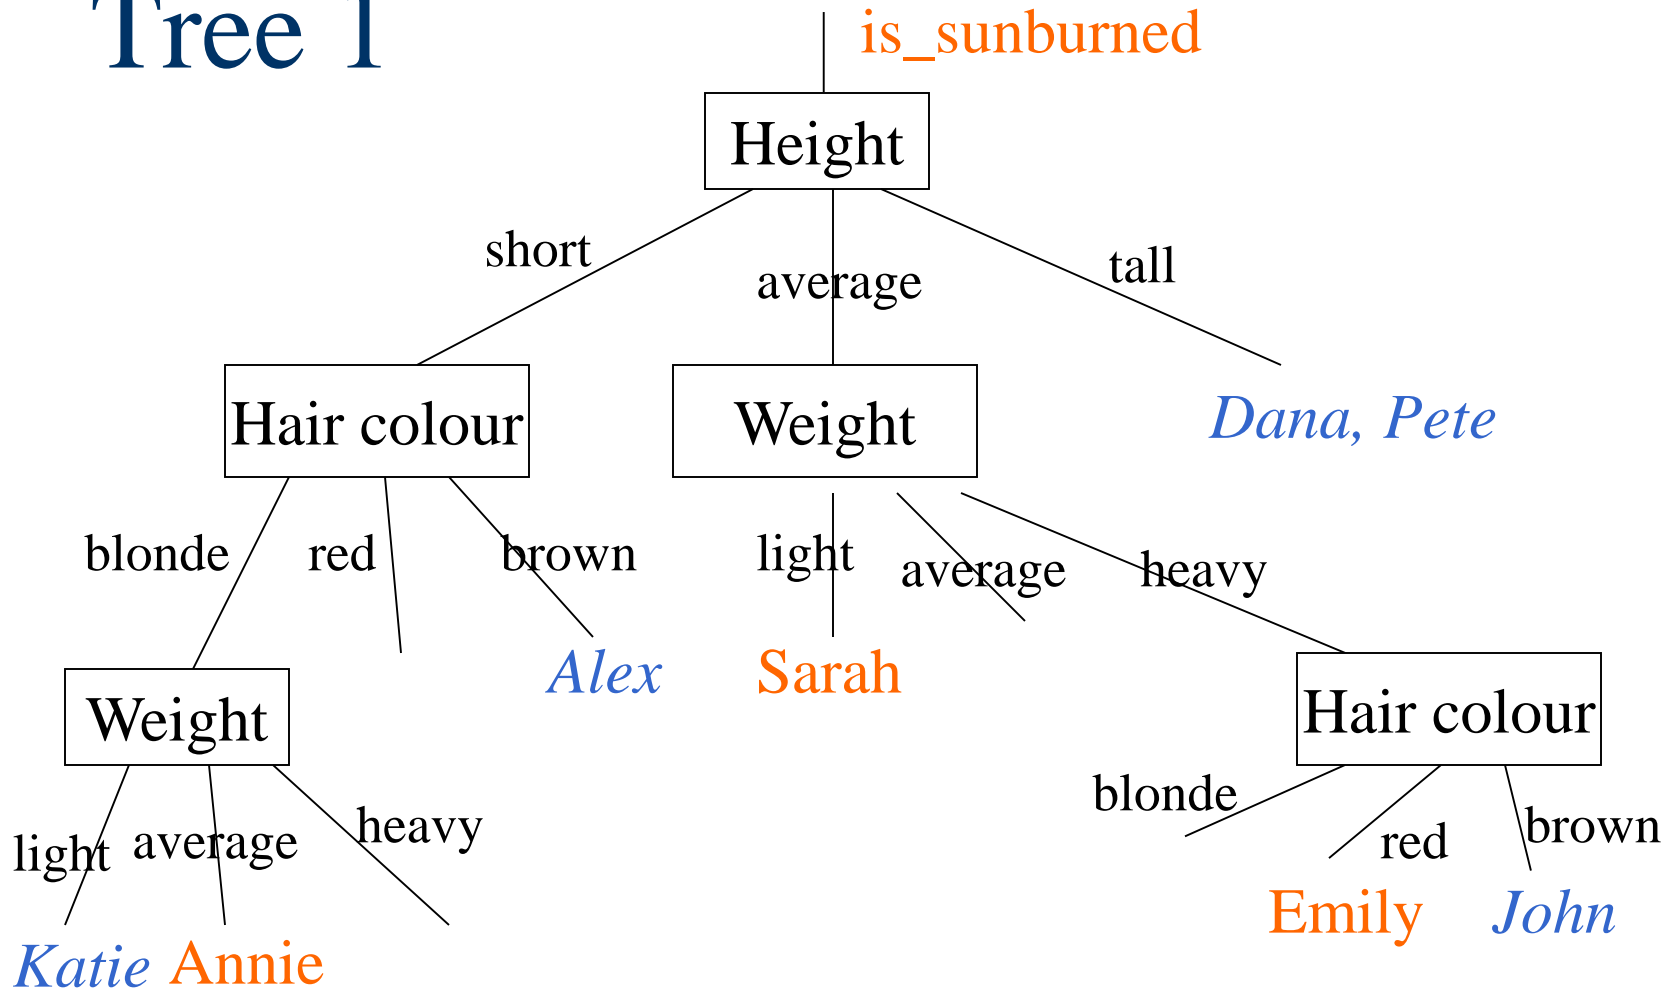 Tree 1
is_sunburned
Height
short
average
tall
Hair colour
Weight
Dana, Pete
blonde
red
brown
light
average
heavy
Alex
Sarah
Weight
Hair colour
light
average
heavy
blonde
red
brown
Katie
Annie
Emily
John